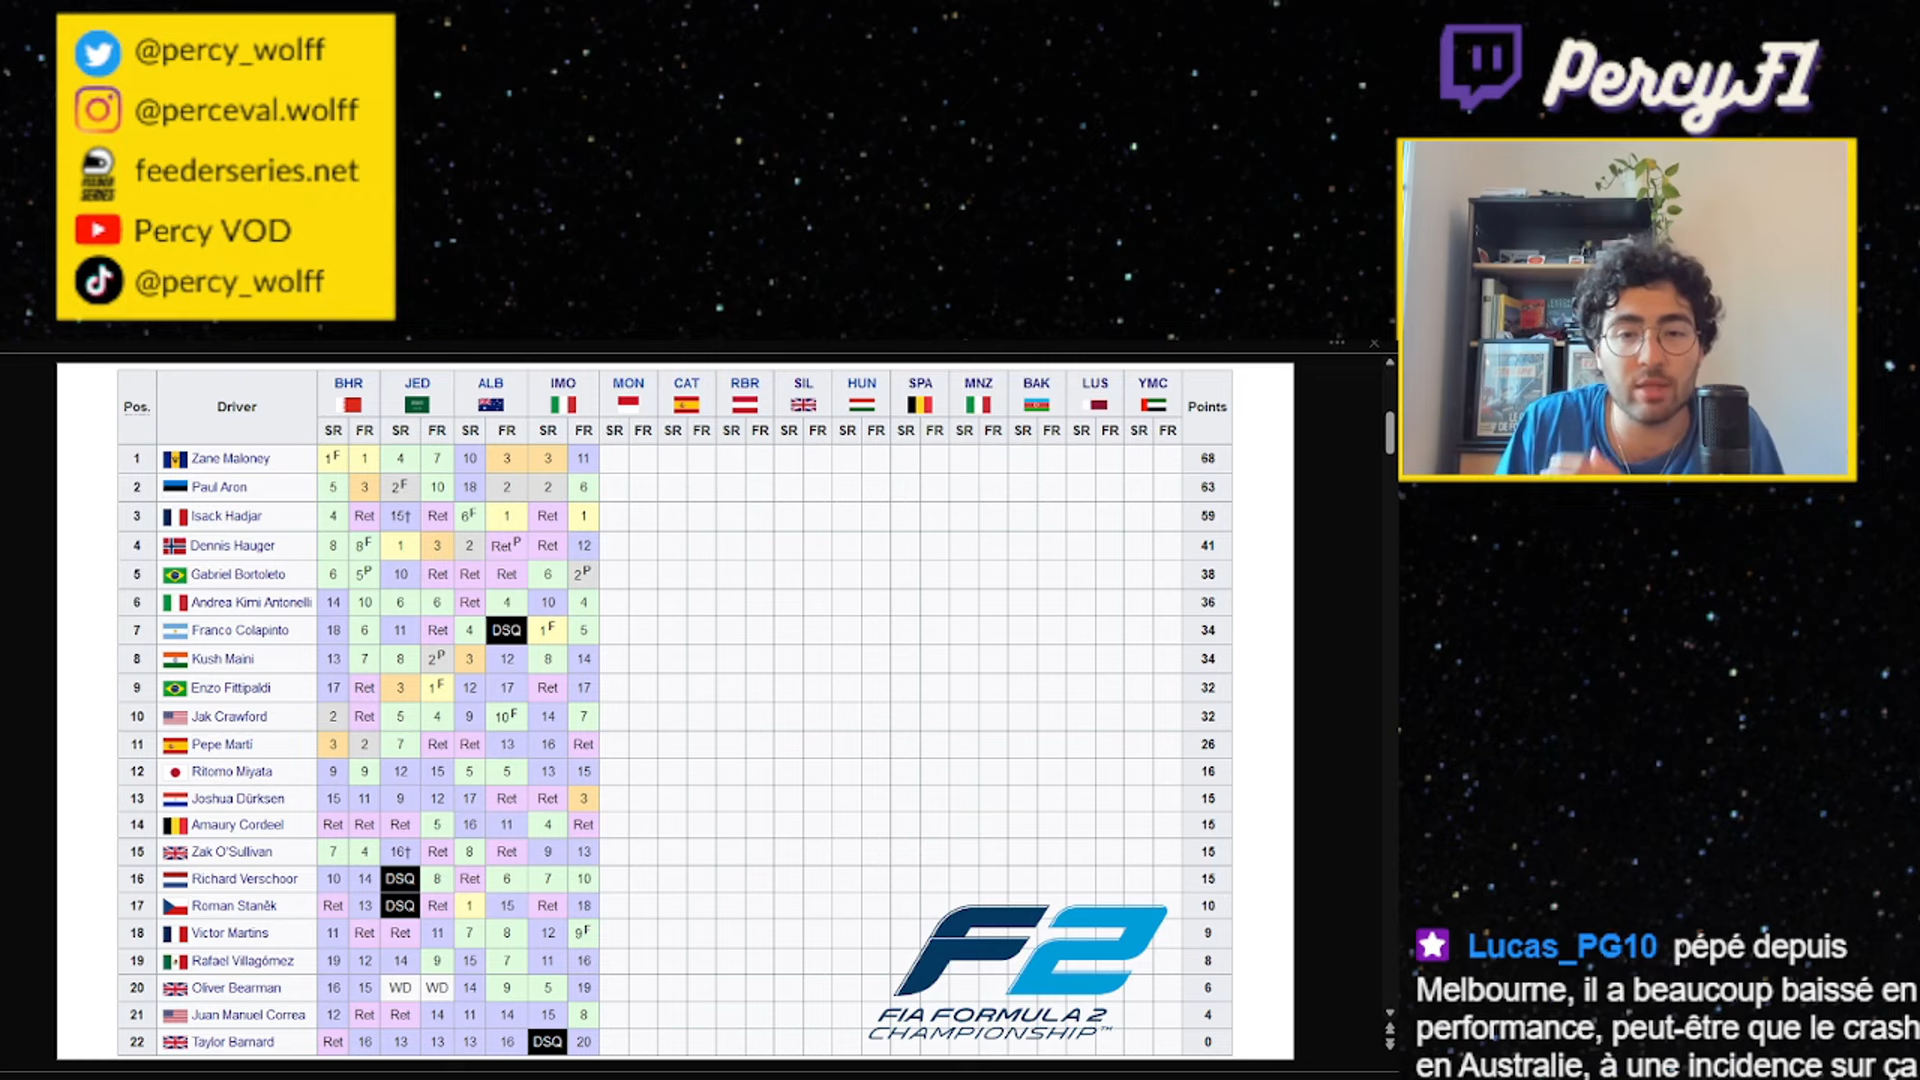 @percy_wolff
@perceval.wolff
feederseries.net
Percy VOD
@percy_wolff
PercyF1
Pos. Driver BHR JED ALB IMO MON CAT RBR SIL HUN SPA MNZ BAK LUS YMC Points
SR FR SR FR SR FR SR FR SR FR SR FR SR FR SR FR SR FR SR FR SR FR SR FR SR FR SR FR
1 Zane Maloney 1F 1 4 7 10 3 3 11 68
2 Paul Aron 5 3 2F 10 18 2 2 6 63
3 Isack Hadjar 4 Ret 15† Ret 6F 1 Ret 1 59
4 Dennis Hauger 8 8F 1 3 2 RetP Ret 12 41
5 Gabriel Bortoleto 6 5P 10 Ret Ret Ret 6 2P 38
6 Andrea Kimi Antonelli 14 10 6 6 Ret 4 10 4 36
7 Franco Colapinto 18 6 11 Ret 4 DSQ 1F 5 34
8 Kush Maini 13 7 8 2P 3 12 8 14 34
9 Enzo Fittipaldi 17 Ret 3 1F 12 17 Ret 17 32
10 Jak Crawford 2 Ret 5 4 9 10F 14 7 32
11 Pepe Martí 3 2 7 Ret Ret 13 16 Ret 26
12 Ritomo Miyata 9 9 12 15 5 5 13 15 16
13 Joshua Dürksen 15 11 9 12 17 Ret Ret 3 15
14 Amaury Cordeel Ret Ret Ret 5 16 11 4 Ret 15
15 Zak O'Sullivan 7 4 16† Ret 8 Ret 9 13 15
16 Richard Verschoor 10 14 DSQ 8 Ret 6 7 10 15
17 Roman Staněk Ret 13 DSQ Ret 1 15 Ret 18 10
18 Victor Martins 11 Ret Ret 11 7 8 12 9F 9
19 Rafael Villagómez 19 12 14 9 15 7 11 16 8
20 Oliver Bearman 16 15 WD WD 14 9 5 19 6
21 Juan Manuel Correa 12 Ret Ret 14 11 14 15 8 4
22 Taylor Barnard Ret 16 13 13 13 16 DSQ 20 0
F2
FIA FORMULA 2
CHAMPIONSHIP™
Lucas_PG10 pépé depuis
Melbourne, il a beaucoup baissé en
performance, peut-être que le crash
en Australie, à une incidence sur ça